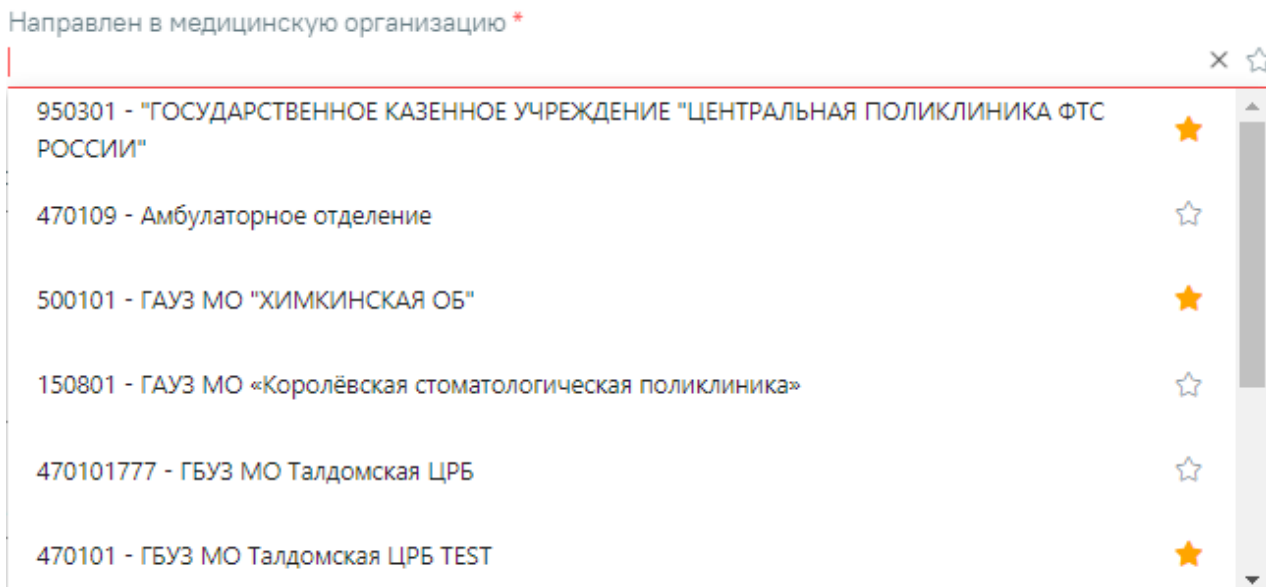 Направлен в медицинскую организацию *
950301 - "ГОСУДАРСТВЕННОЕ КАЗЕННОЕ УЧРЕЖДЕНИЕ "ЦЕНТРАЛЬНАЯ ПОЛИКЛИНИКА ФТС
РОССИИ"
470109 - Амбулаторное отделение
500101 - ГАУЗ МО "ХИМКИНСКАЯ ОБ"
150801 - ГАУЗ МО «Королёвская стоматологическая поликлиника»
470101777 - ГБУЗ МО Талдомская ЦРБ
470101 - ГБУЗ МО Талдомская ЦРБ TEST